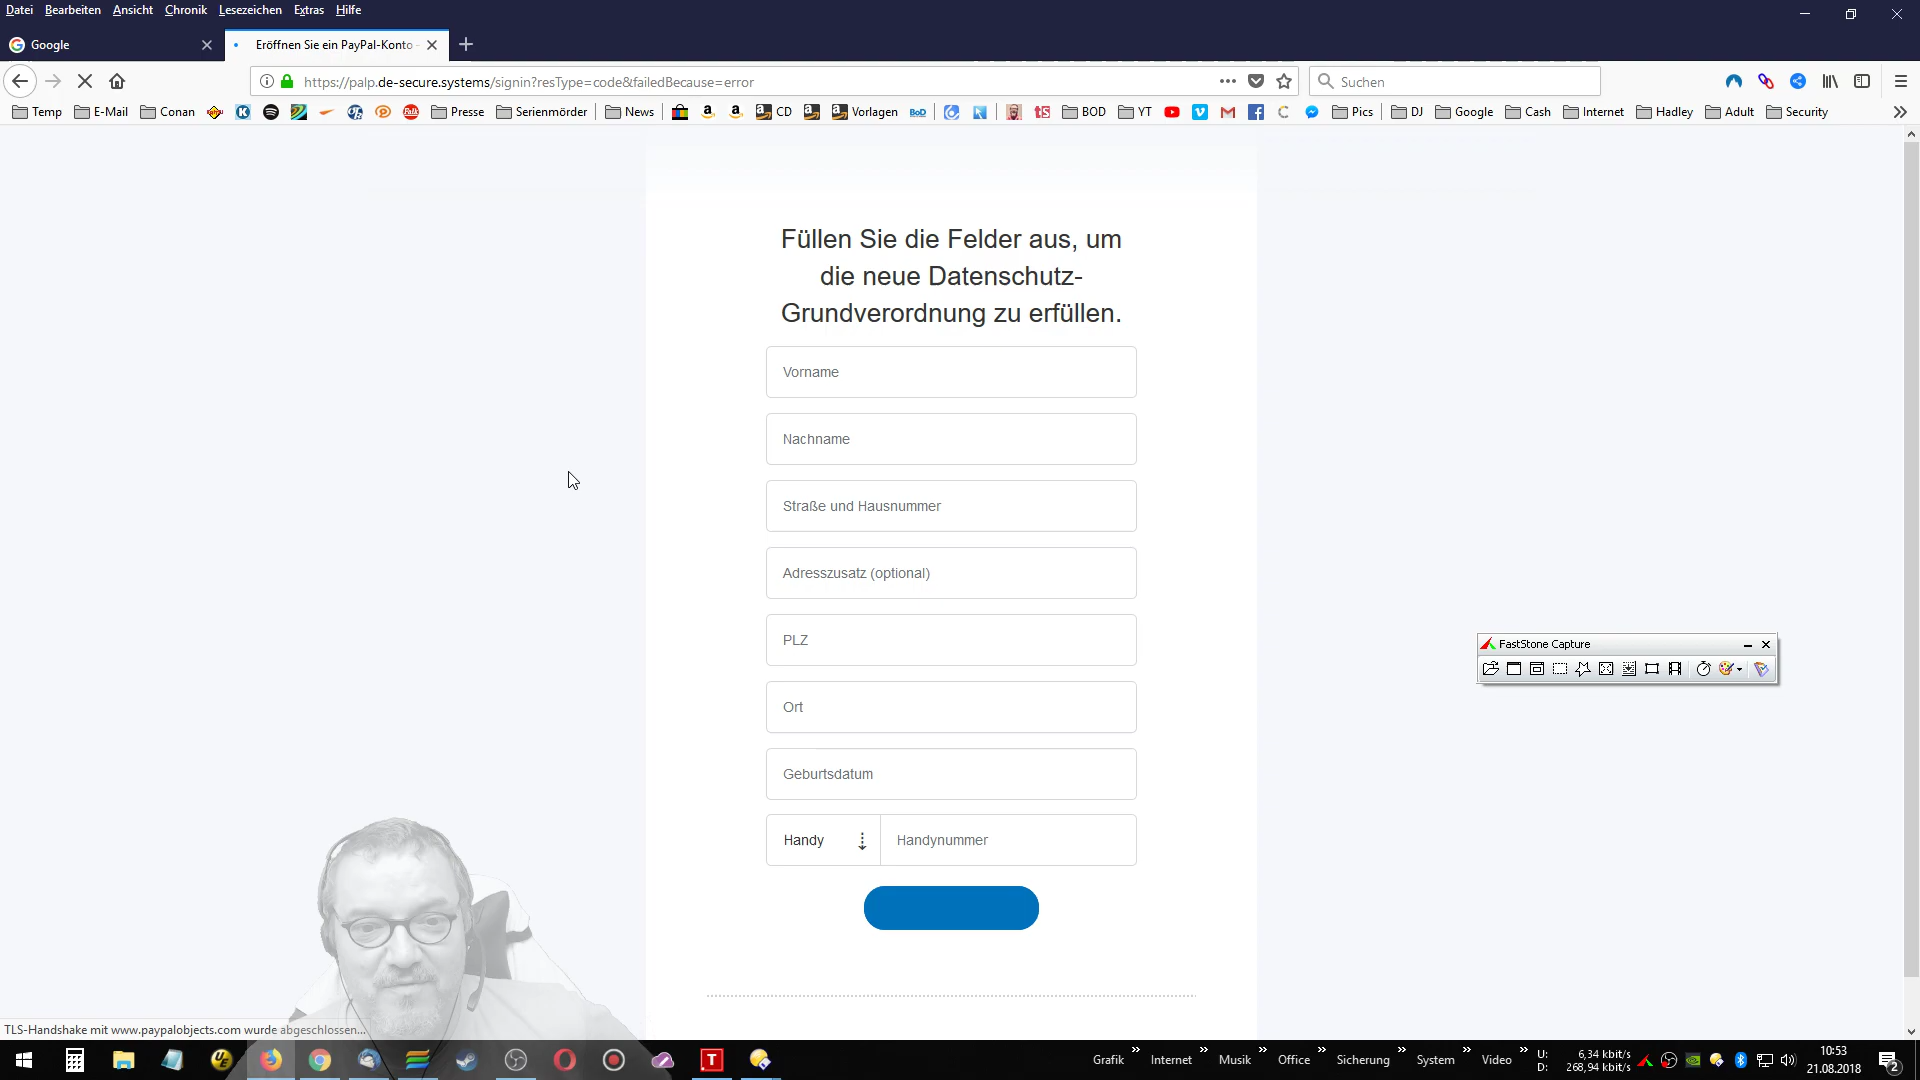 Datei Bearbeiten Ansicht Chronik Lesezeichen Extras Hilfe
Google
Eröffnen Sie ein PayPal-Konto -
https://palp.de-secure.systems/signin?resType=code&failedBecause=error
Suchen
Temp E-Mail Conan Presse Serienmörder News CD Vorlagen BoD BOD YT Pics DJ Google Cash Internet Hadley Adult Security
Füllen Sie die Felder aus, um
die neue Datenschutz-
Grundverordnung zu erfüllen.
Vorname
Nachname
Straße und Hausnummer
Adresszusatz (optional)
PLZ
Ort
Geburtsdatum
Handy Handynummer
FastStone Capture
TLS-Handshake mit www.paypalobjects.com wurde abgeschlossen...
Grafik Internet Musik Office Sicherung System Video
U: 6,34 kbit/s
D: 268,94 kbit/s
10:53
21.08.2018
2